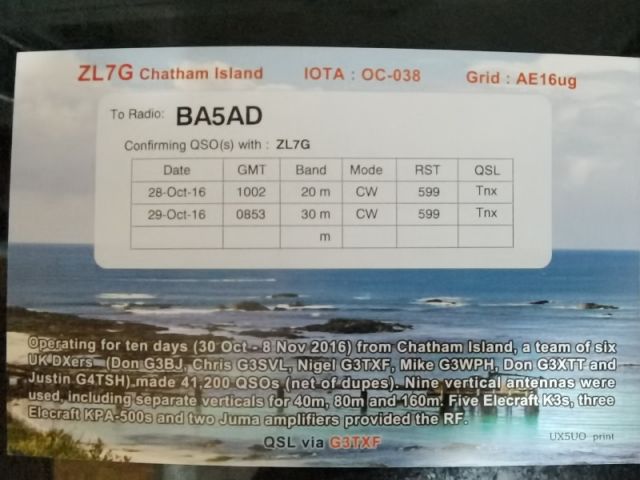 ZL7G Chatham Island IOTA : OC-038 Grid : AE16ug
To Radio: BA5AD
Confirming QSO(s) with : ZL7G
Date GMT Band Mode RST QSL
28-Oct-16 1002 20 m CW 599 Tnx
29-Oct-16 0853 30 m CW 599 Tnx
m
Operating for ten days (30 Oct - 8 Nov 2016) from Chatham Island, a team of six
UK DXers (Don G3BJ, Chris G3SVL, Nigel G3TXF, Mike G3WPH, Don G3XTT and
Justin G4TSH) made 41,200 QSOs (net of dupes). Nine vertical antennas were
used, including separate verticals for 40m, 80m and 160m. Five Elecraft K3s, three
Elecraft KPA-500s and two Juma amplifiers provided the RF.
QSL via G3TXF
UX5UO print